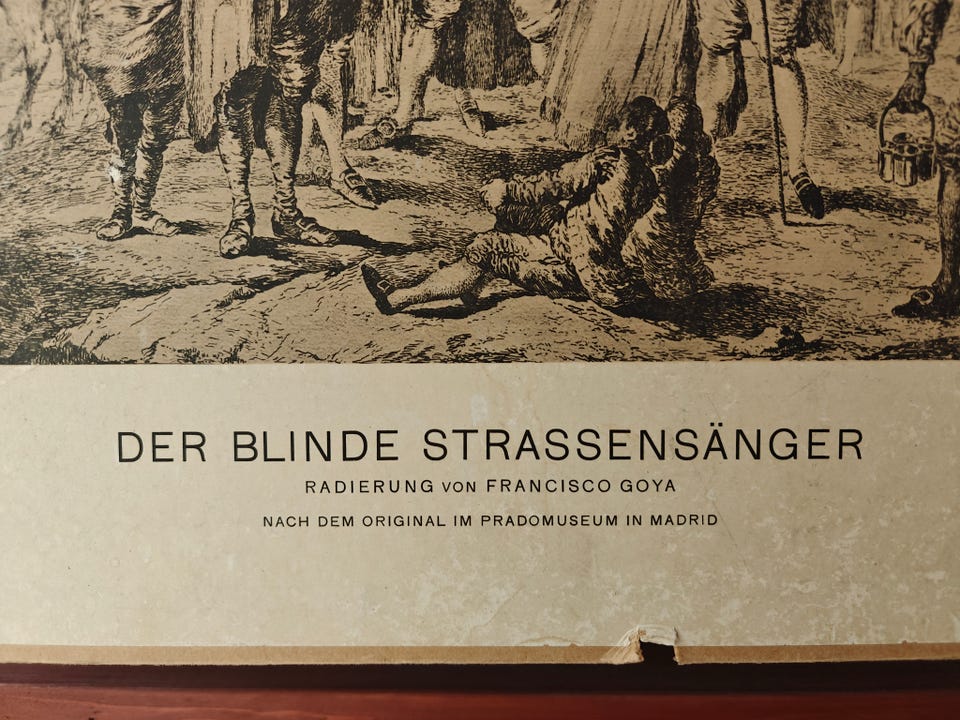 DER BLINDE STRASSENSÄNGER
RADIERUNG VON FRANCISCO GOYA
NACH DEM ORIGINAL IM PRADOMUSEUM IN MADRID